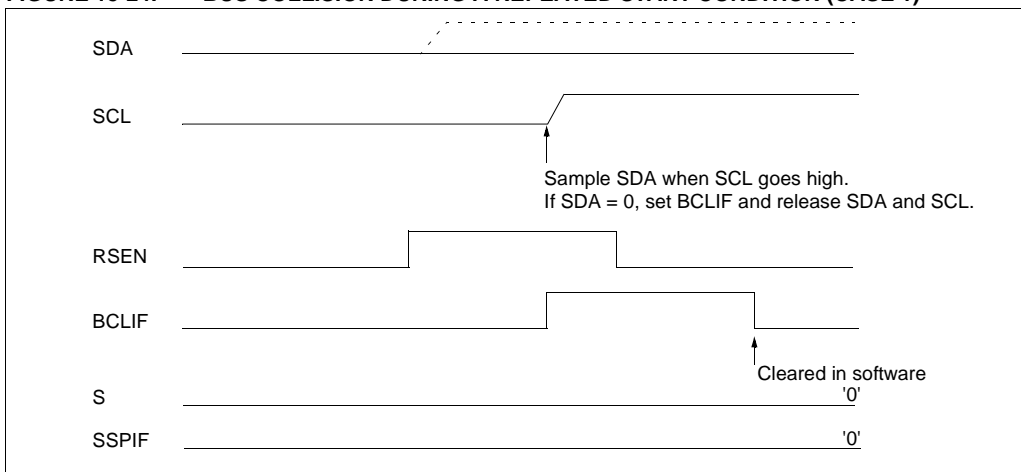 SDA
SCL
Sample SDA when SCL goes high.
If SDA = 0, set BCLIF and release SDA and SCL.
RSEN
BCLIF
Cleared in software
S '0'
SSPIF '0'